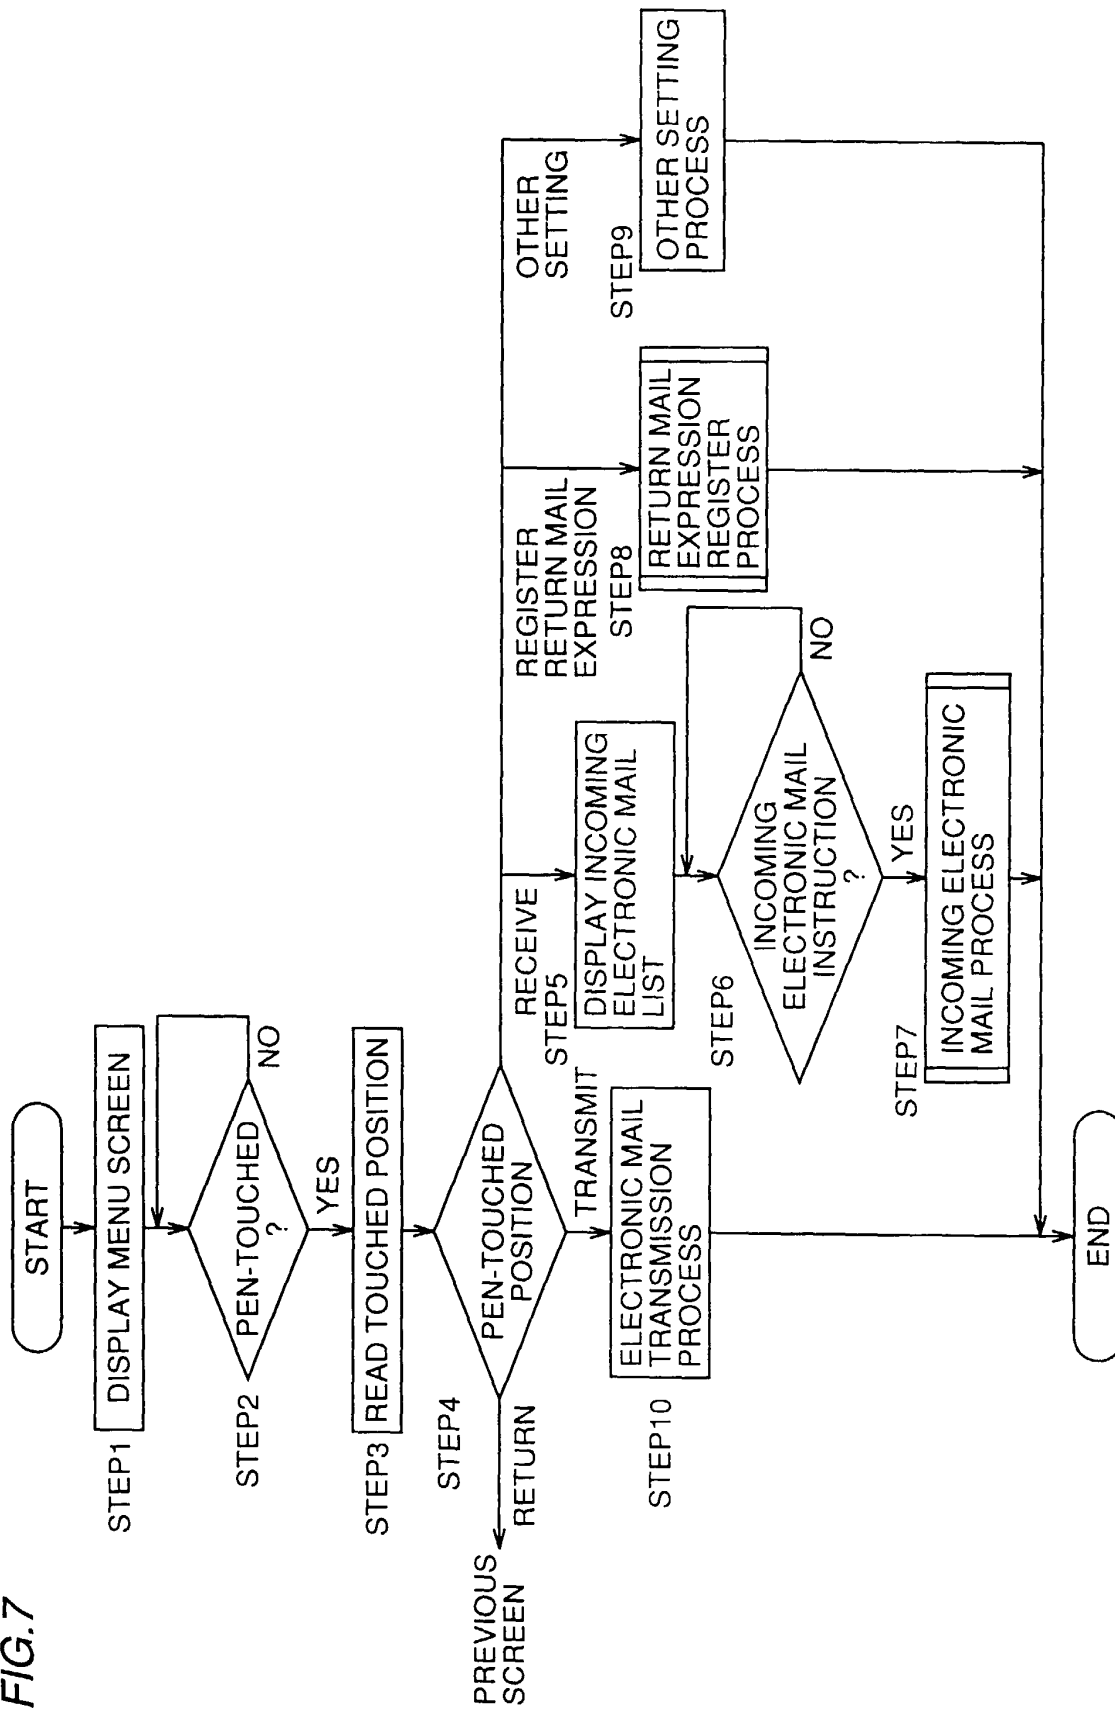 FIG.7
START
STEP1
DISPLAY MENU SCREEN
STEP2
PEN-TOUCHED
?
NO
YES
STEP3
READ TOUCHED POSITION
STEP4
PEN-TOUCHED
POSITION
RETURN
PREVIOUS
SCREEN
TRANSMIT
STEP10
ELECTRONIC MAIL
TRANSMISSION
PROCESS
RECEIVE
STEP5
DISPLAY INCOMING
ELECTRONIC MAIL
LIST
STEP6
INCOMING
ELECTRONIC MAIL
INSTRUCTION
?
NO
YES
STEP7
INCOMING ELECTRONIC
MAIL PROCESS
REGISTER
RETURN MAIL
EXPRESSION
STEP8
RETURN MAIL
EXPRESSION
REGISTER
PROCESS
OTHER
SETTING
STEP9
OTHER SETTING
PROCESS
END